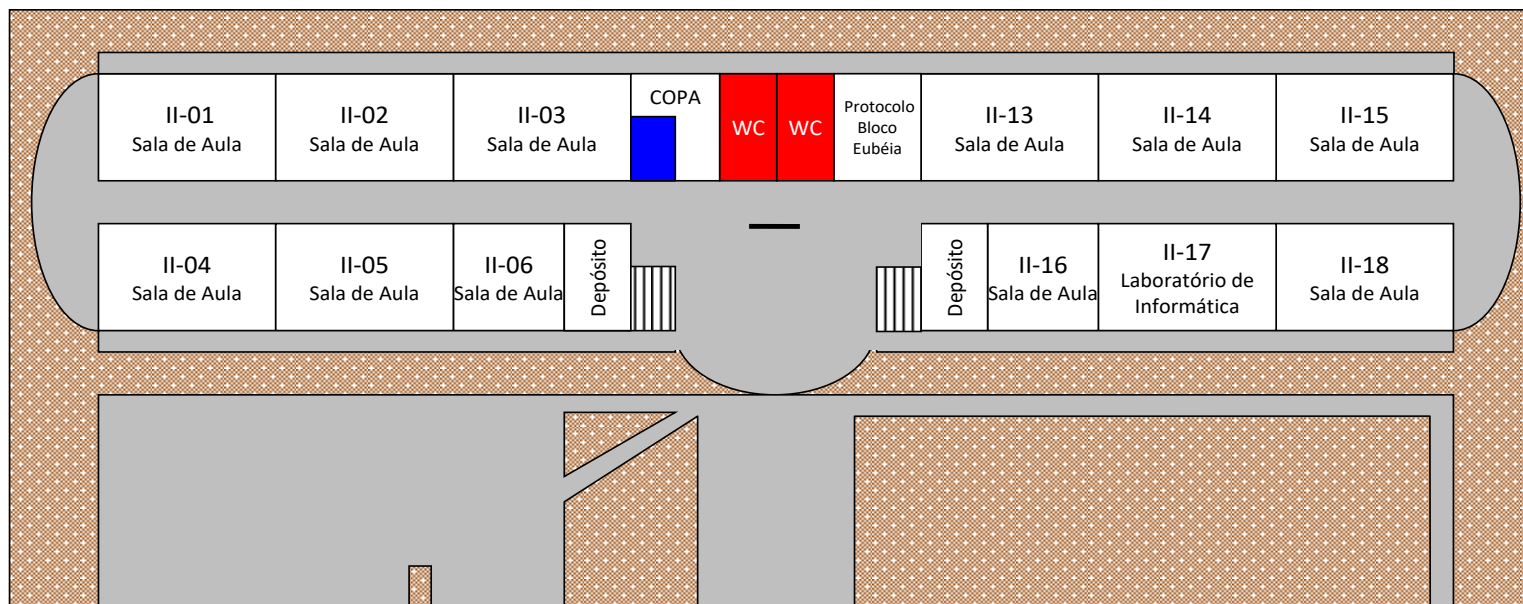 II-01
Sala de Aula
II-02
Sala de Aula
II-03
Sala de Aula
COPA
WC
WC
Protocolo
Bloco
Eubéia
II-13
Sala de Aula
II-14
Sala de Aula
II-15
Sala de Aula
II-04
Sala de Aula
II-05
Sala de Aula
II-06
Sala de Aula
Depósito
Depósito
II-16
Sala de Aula
II-17
Laboratório de
Informática
II-18
Sala de Aula